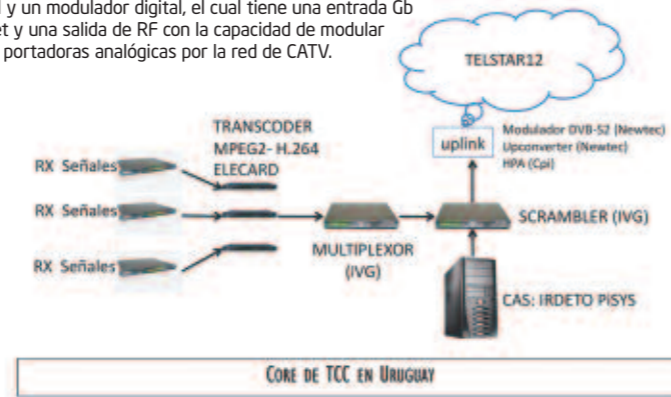 y un modulador digital, el cual tiene una entrada Gb
et y una salida de RF con la capacidad de modular
portadoras analógicas por la red de CATV.
TELSTAR12
uplink
Modulador DVB-S2 (Newtec)
Upconverter (Newtec)
HPA (Cpi)
TRANSCODER
MPEG2- H.264
ELECARD
RX Señales
RX Señales
RX Señales
MULTIPLEXOR
(IVG)
SCRAMBLER (IVG)
CAS: IRDETO PiSYS
CORE DE TCC EN URUGUAY